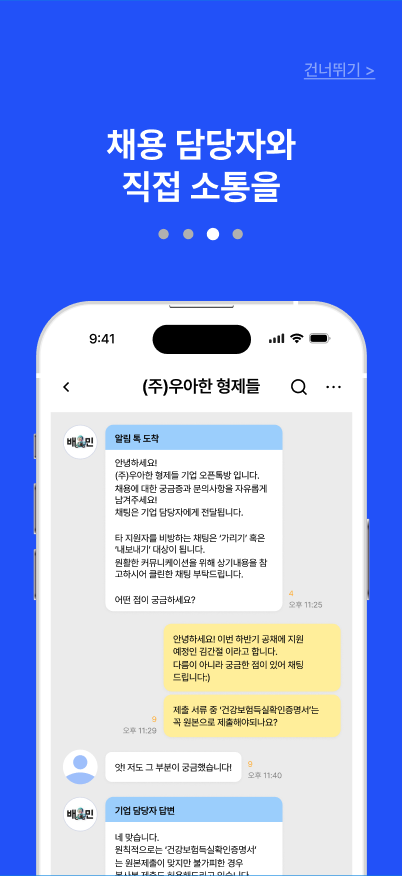 건너뛰기 >
채용 담당자와
직접 소통을
9:41
(주)우아한 형제들
배민
알림 톡 도착
안녕하세요!
(주)우아한 형제들 기업 오픈톡방 입니다.
채용에 대한 궁금증과 문의사항을 자유롭게
남겨주세요!
채팅은 기업 담당자에게 전달됩니다.
타 지원자를 비방하는 채팅은 '가리기' 혹은
'내보내기' 대상이 됩니다.
원활한 커뮤니케이션을 위해 상기내용을 참
고하시어 클린한 채팅 부탁드립니다.
어떤 점이 궁금하세요?
4
오후 11:25
안녕하세요! 이번 하반기 공채에 지원
예정인 김간절 이라고 합니다.
다름이 아니라 궁금한 점이 있어 채팅
드립니다:)
제출 서류 중 '건강보험득실확인증명서'는
꼭 원본으로 제출해야되나요?
9
오후 11:29
앗! 저도 그 부분이 궁금했습니다!
9
오후 11:40
배민
기업 담당자 답변
네 맞습니다.
원칙적으로는 '건강보험득실확인증명서'
는 원본제출이 맞지만 불가피한 경우